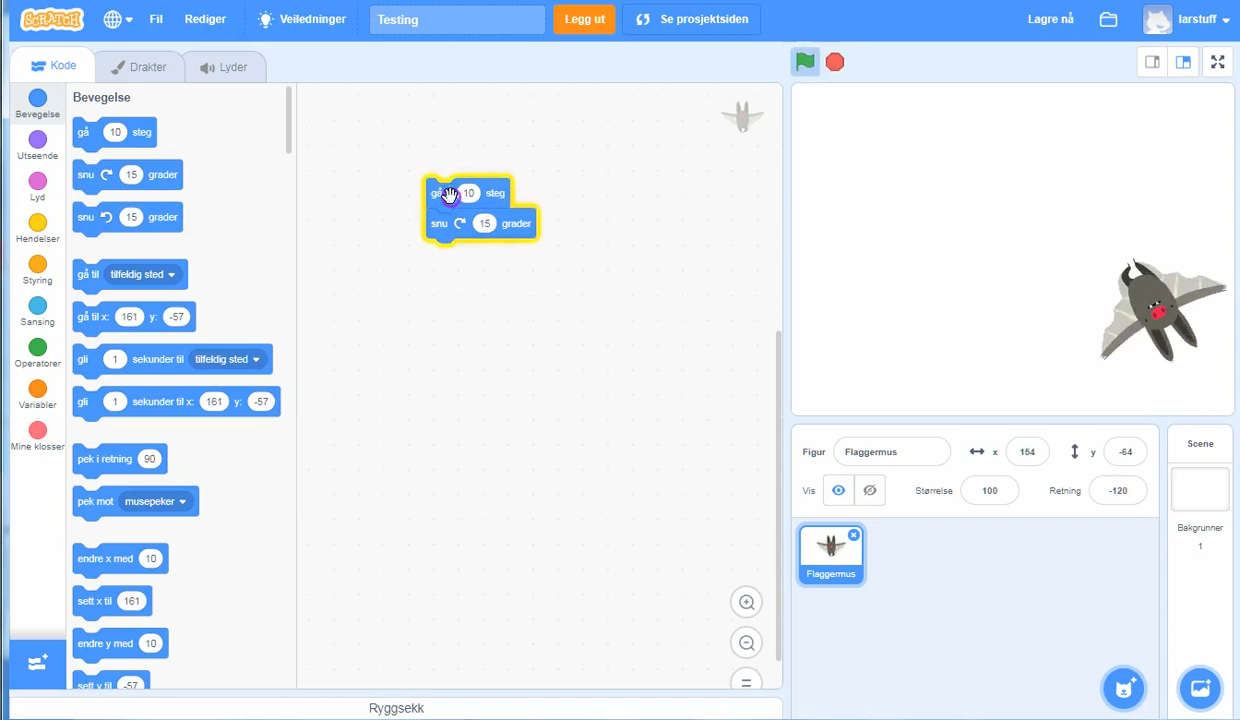 SCRATCH Fil Rediger Veiledninger Testing Legg ut Se prosjektsiden Lagre nå larstuff
Kode Drakter Lyder
Bevegelse
Utseende
Lyd
Hendelser
Styring
Sansing
Operatorer
Variabler
Mine klosser
Bevegelse
gå 10 steg
snu 15 grader
snu 15 grader
gå til tilfeldig sted
gå til x: 161 y: -57
gli 1 sekunder til tilfeldig sted
gli 1 sekunder til x: 161 y: -57
pek i retning 90
pek mot musepeker
endre x med 10
sett x til 161
endre y med 10
sett y til -57
gå 10 steg
snu 15 grader
Figur Flaggermus x 154 y -64
Vis Størrelse 100 Retning -120
Flaggermus
Scene
Bakgrunner
1
Ryggsekk